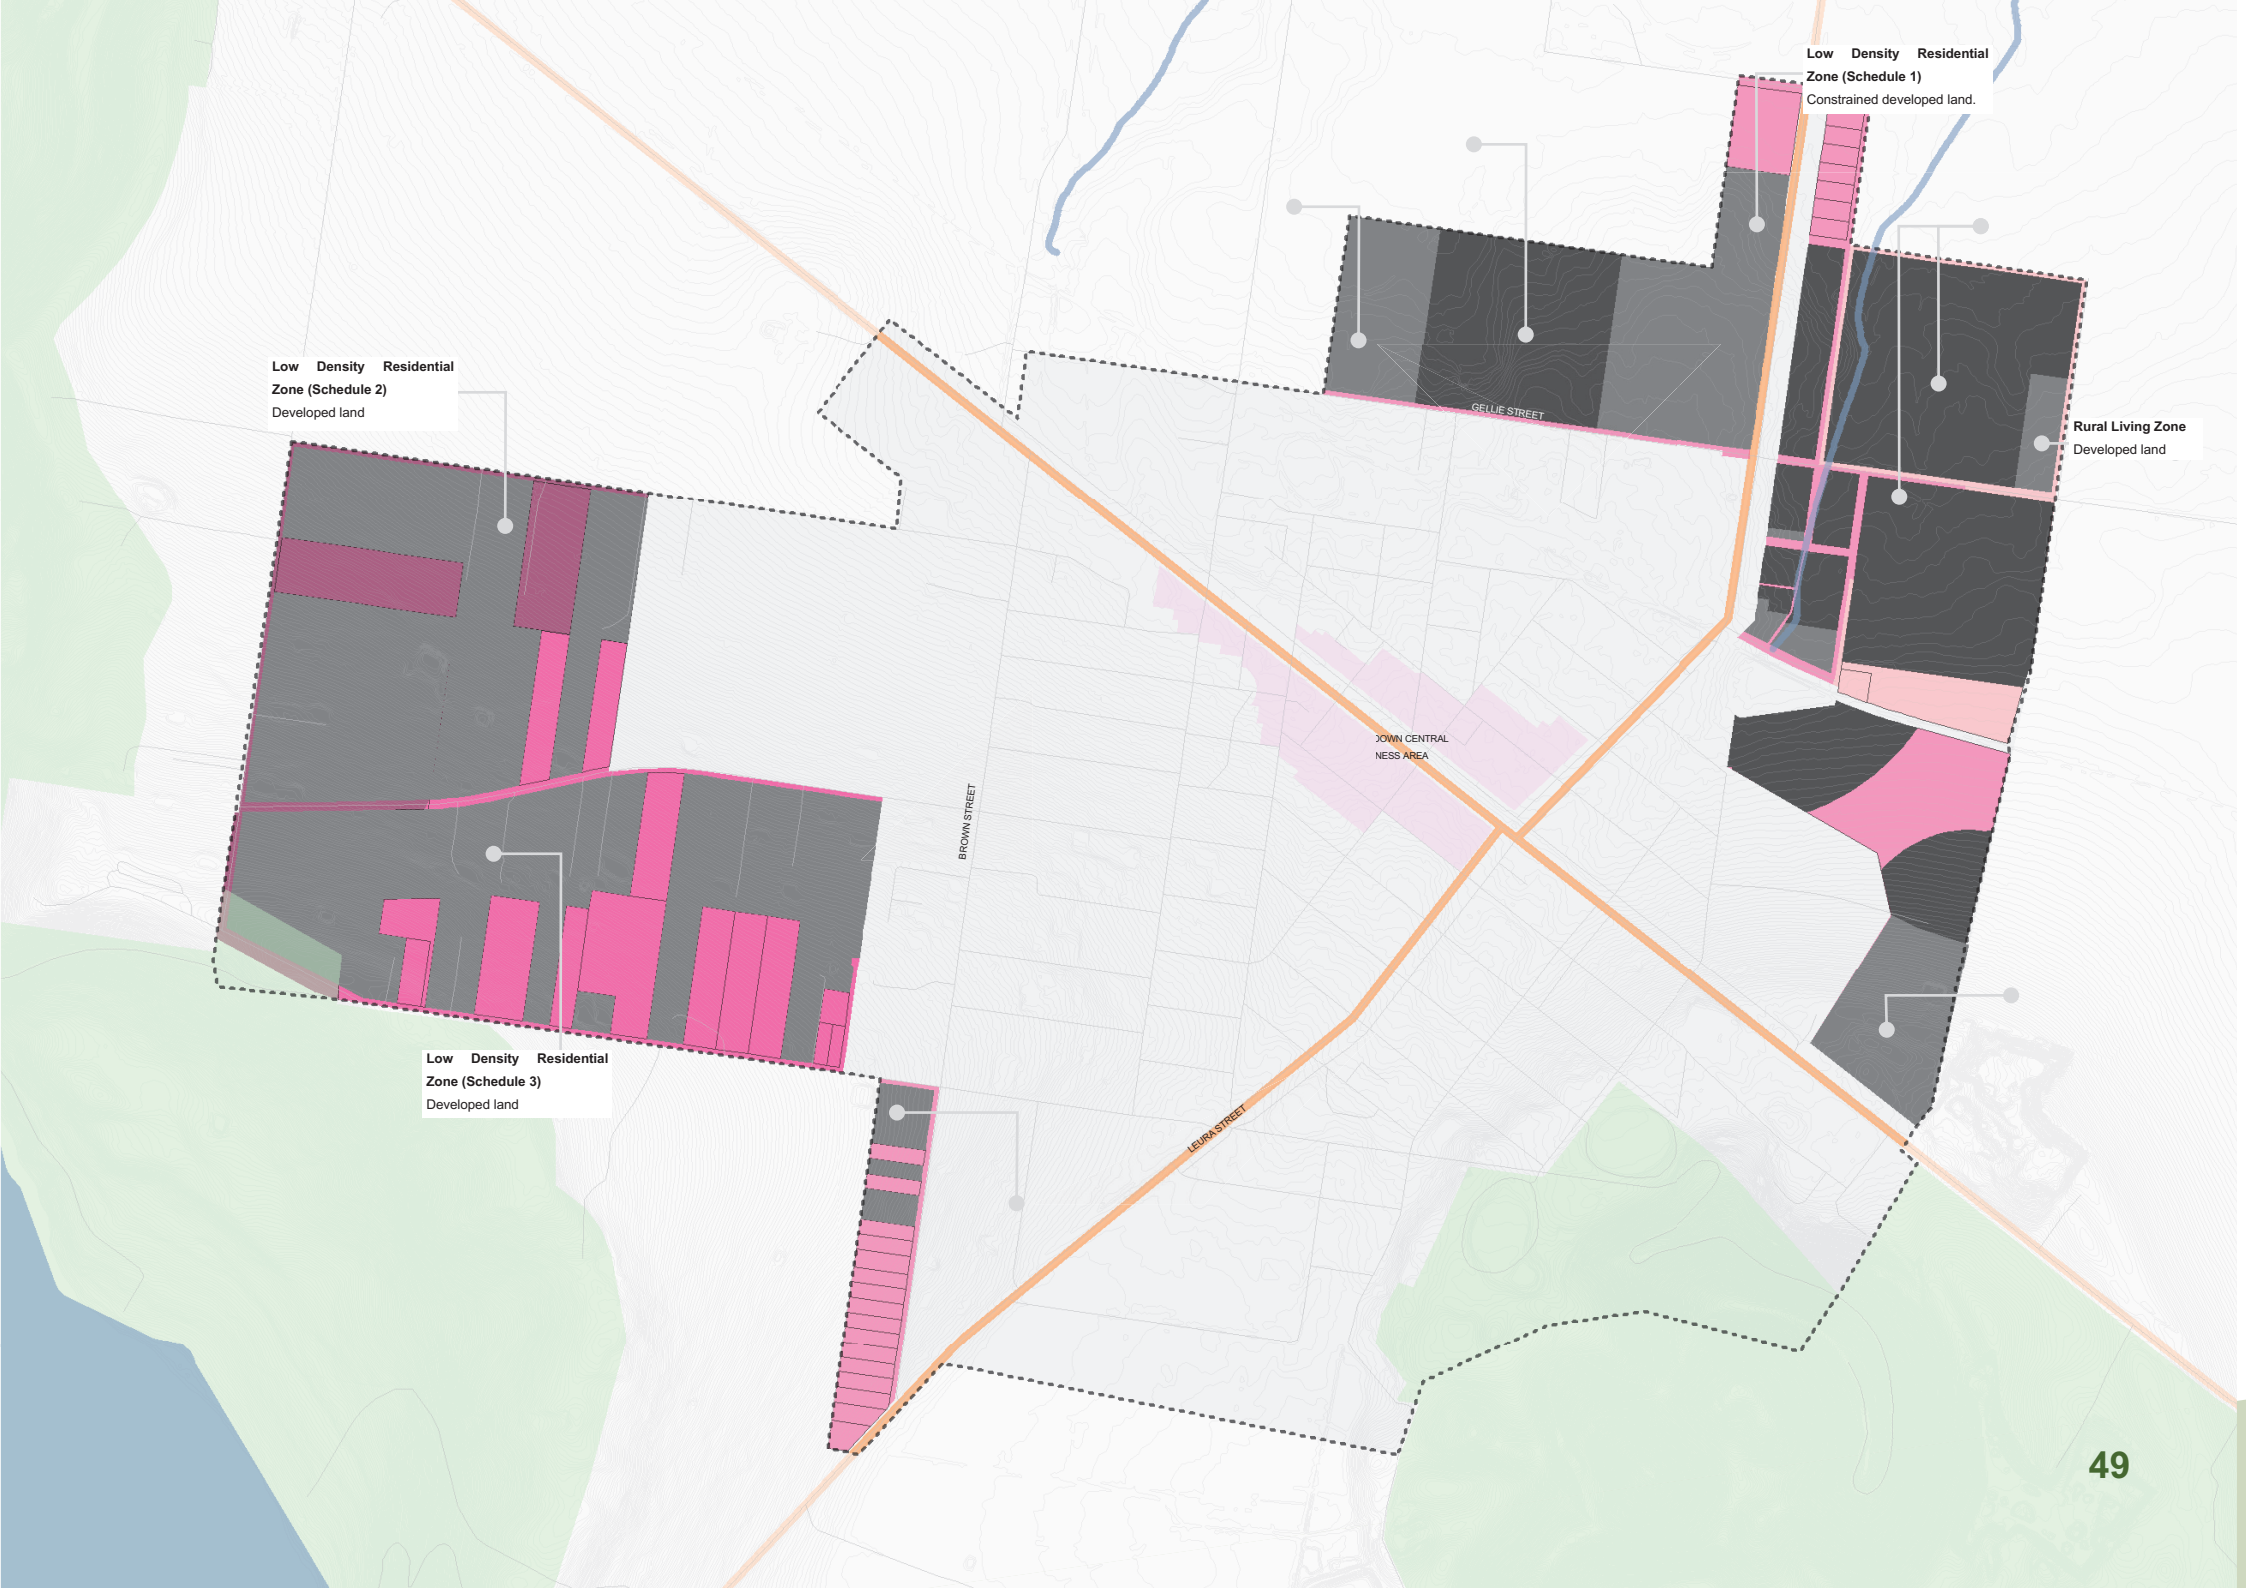 Low Density Residential
Zone (Schedule 1)
Constrained developed land.
Low Density Residential
Zone (Schedule 2)
Developed land
GELLIE STREET
Rural Living Zone
Developed land
DOWN CENTRAL
NESS AREA
BROWN STREET
Low Density Residential
Zone (Schedule 3)
Developed land
LEURA STREET
49